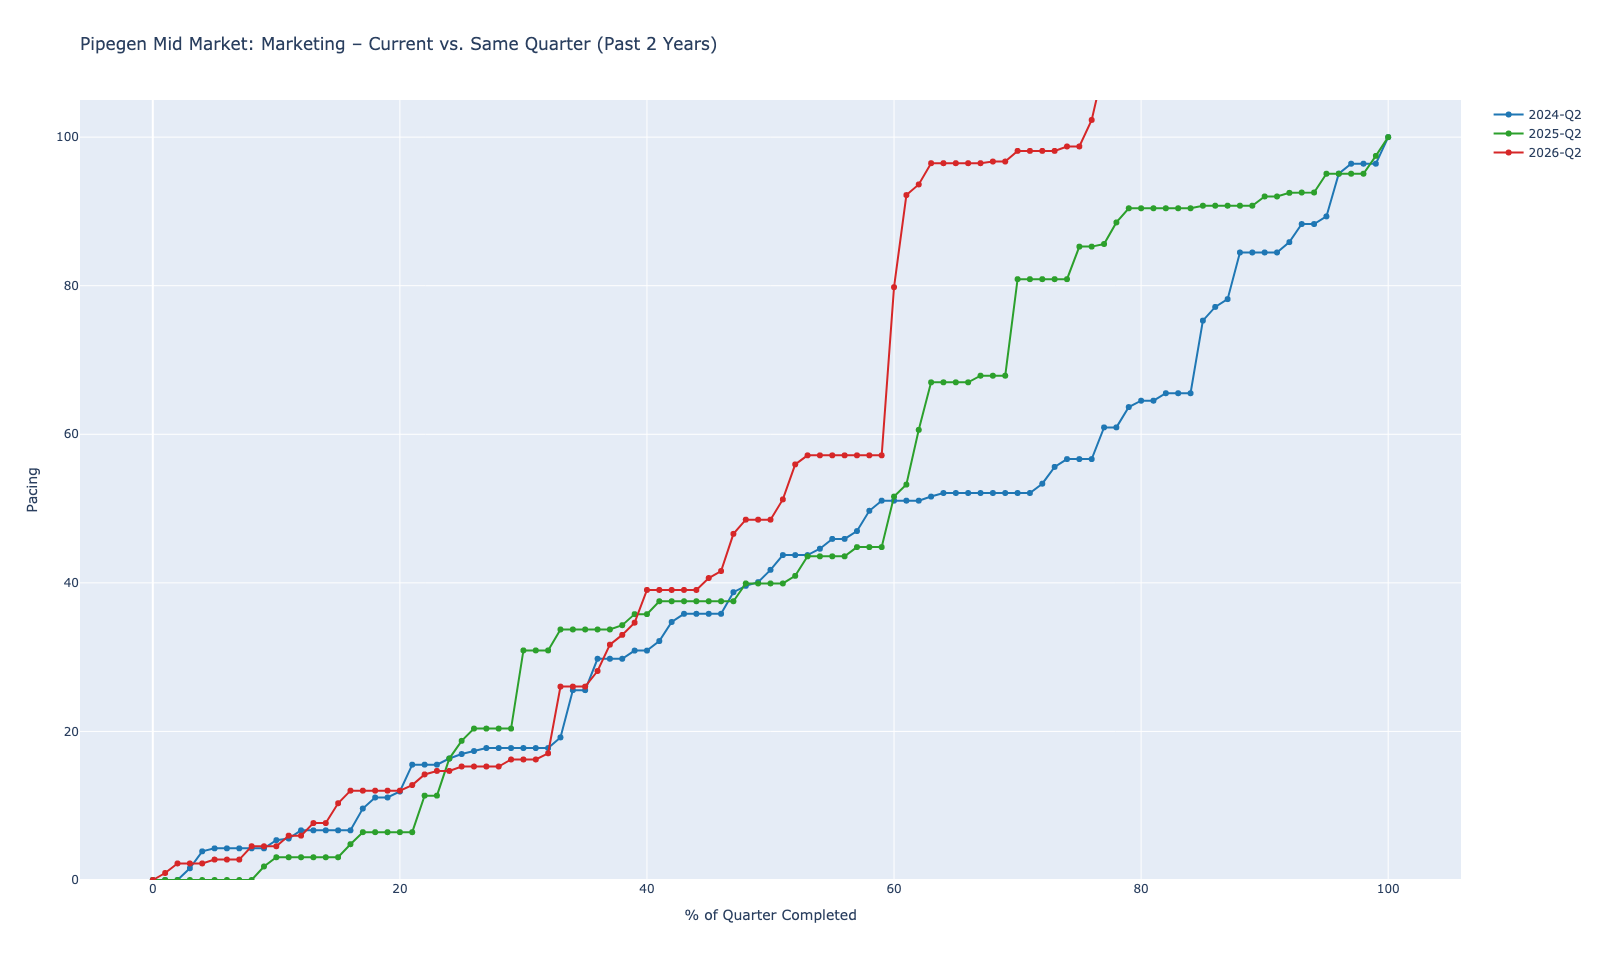 Pipegen Mid Market: Marketing – Current vs. Same Quarter (Past 2 Years)
2024-Q2
2025-Q2
2026-Q2
100
80
60
40
20
0
Pacing
0 20 40 60 80 100
% of Quarter Completed